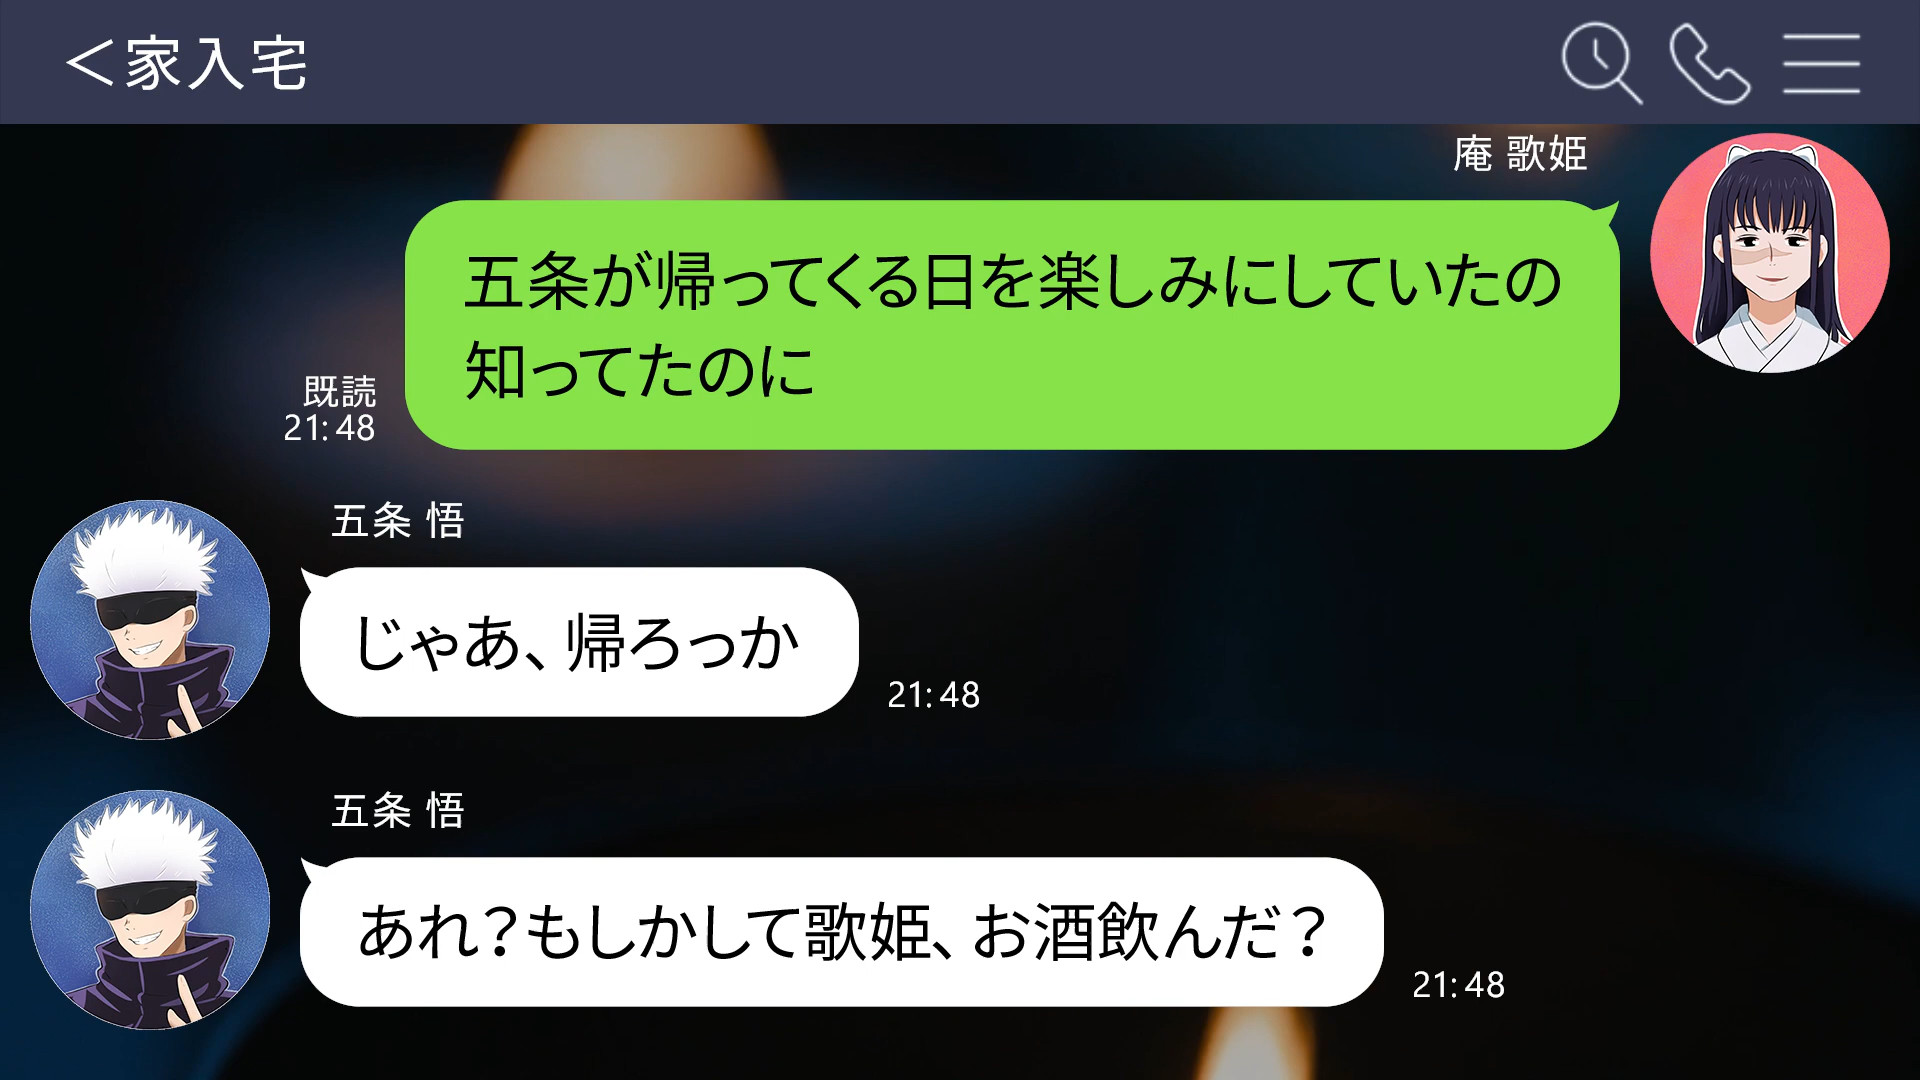 ＜家入宅
庵 歌姫
五条が帰ってくる日を楽しみにしていたの
知ってたのに
既読
21:48
五条 悟
じゃあ、帰ろっか
21:48
五条 悟
あれ？もしかして歌姫、お酒飲んだ？
21:48